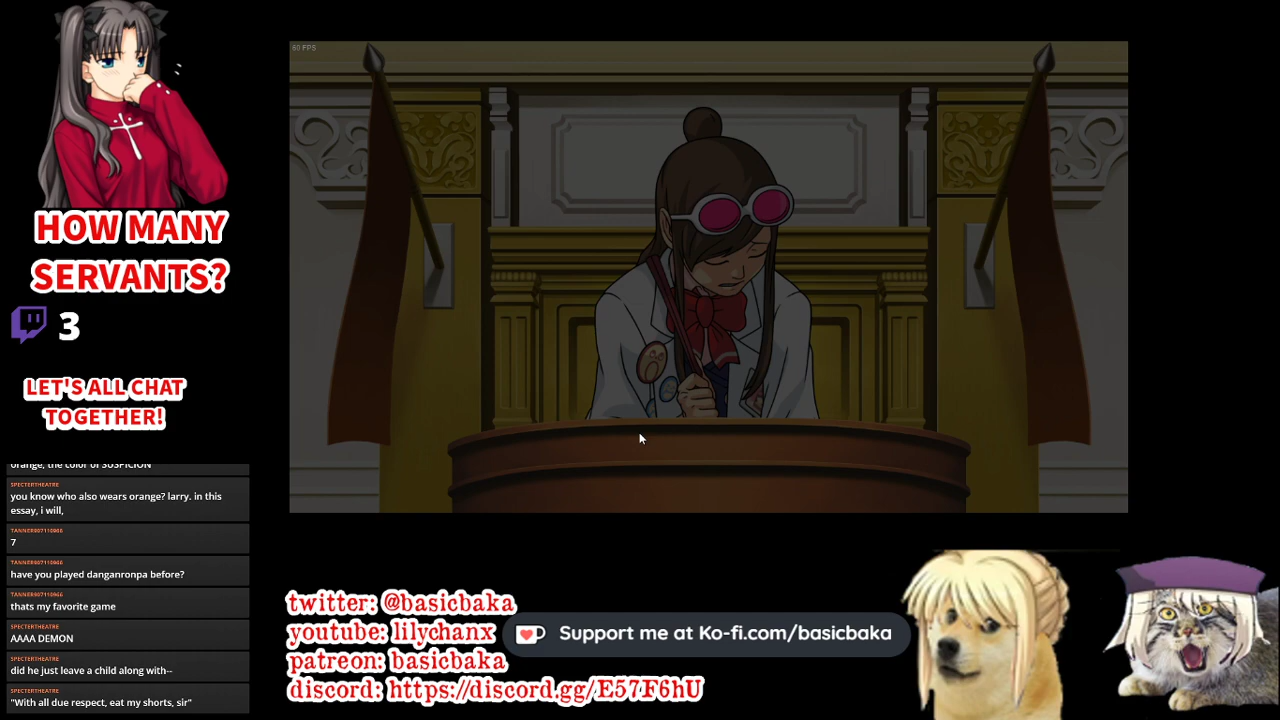 60 FPS
HOW MANY
SERVANTS?
3
LET'S ALL CHAT
TOGETHER!
orange, the color of SUSPICION
SPECTERTHEATRE
you know who also wears orange? larry. in this
essay, i will,
7
have you played danganronpa before?
thats my favorite game
SPECTERTHEATRE
AAAA DEMON
SPECTERTHEATRE
did he just leave a child along with--
SPECTERTHEATRE
"With all due respect, eat my shorts, sir"
twitter: @basicbaka
youtube: lilychanx
Support me at Ko-fi.com/basicbaka
patreon: basicbaka
discord: https://discord.gg/E57F6hU